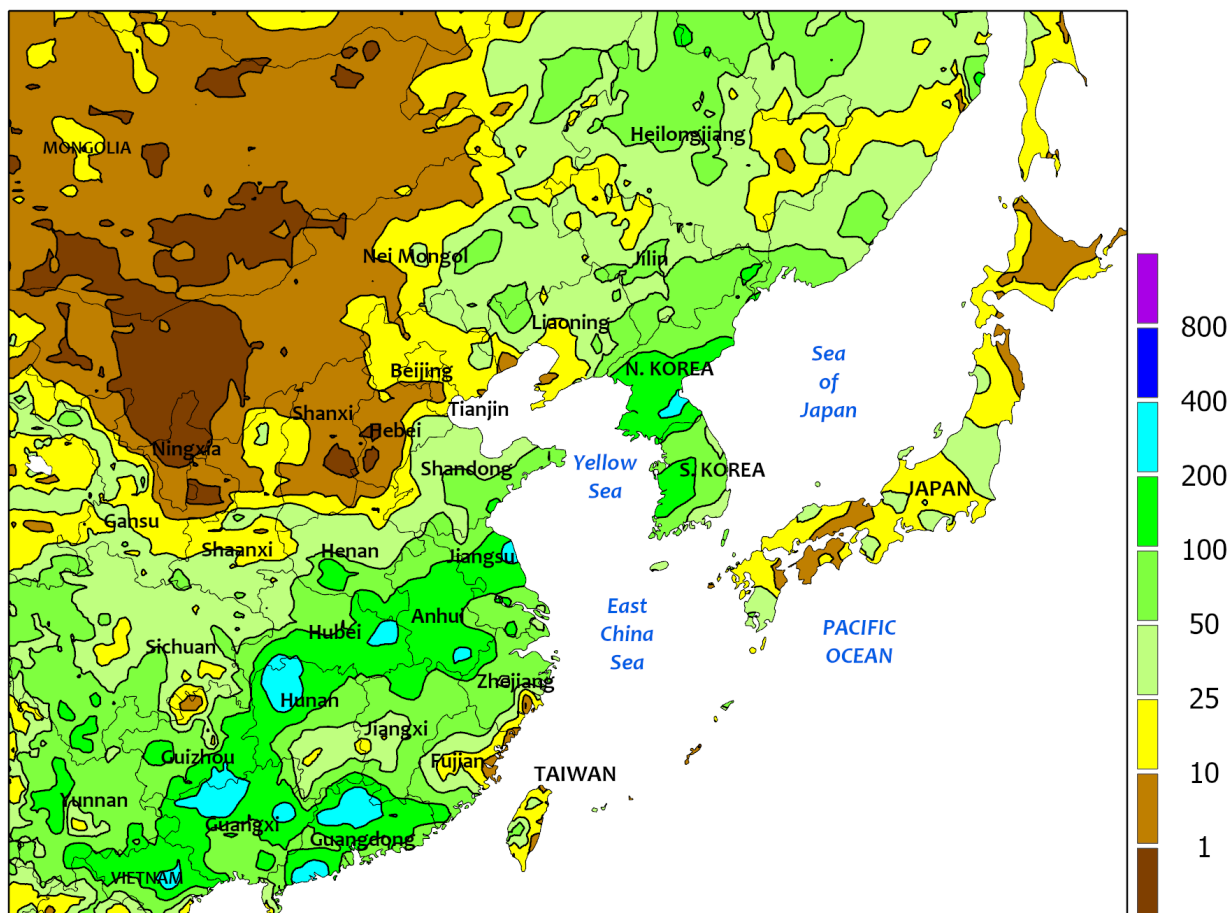 Heilongjiang
MONGOLIA
Nei Mongol
Jilin
Liaoning
Beijing
N. KOREA
Sea
of
Japan
800
400
Tianjin
Shanxi
Hebei
Ningxia
Shandong
Yellow
Sea
S. KOREA
JAPAN
200
Gansu
Shaanxi
Henan
Jiangsu
100
Anhui
Hubei
East
China
Sea
PACIFIC
OCEAN
50
Sichuan
Zhejiang
Hunan
25
Jiangxi
Guizhou
Fujian
TAIWAN
10
Yunnan
Guangxi
Guangdong
1
VIETNAM